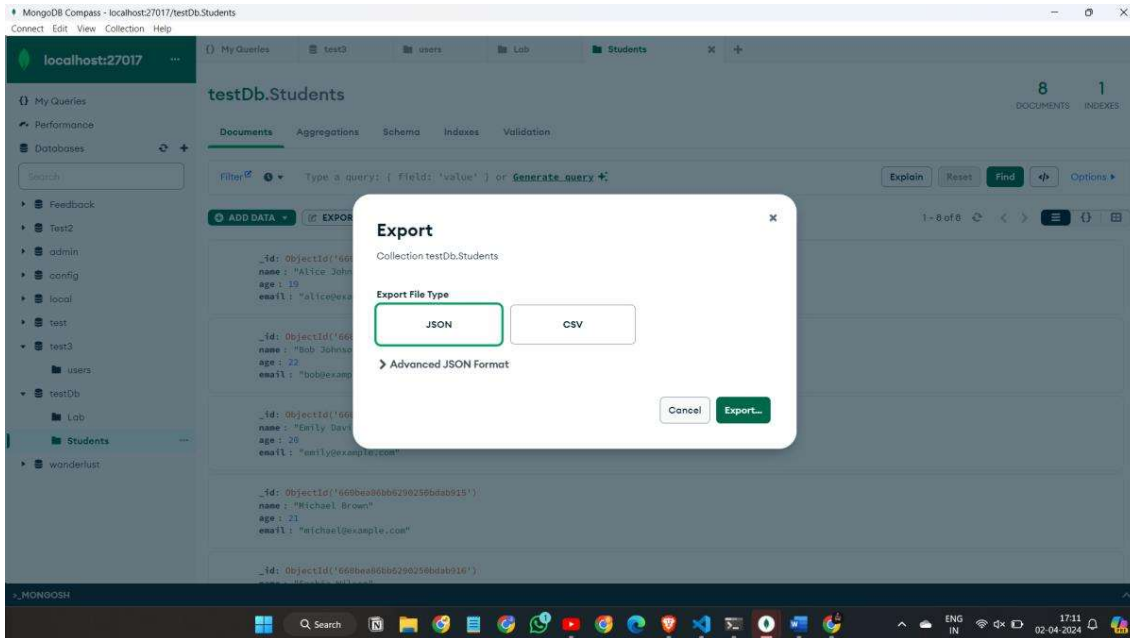 MongoDB Compass - localhost:27017/testDb.Students
Connect Edit View Collection Help
localhost:27017 ...
{} My Queries test3 users Lab Students
My Queries
Performance
Databases
Search
Feedback
Test2
admin
config
local
test
test3
users
testDb
Lab
Students
wanderlust
testDb.Students
8 DOCUMENTS 1 INDEXES
Documents Aggregations Schema Indexes Validation
Filter Type a query: { field: 'value' } or Generate query
Explain Reset Find </> Options
ADD DATA EXPOR 1 – 8 of 8 {}
_id: ObjectId('66
name : "Alice John
age : 19
email : "alice@exa
_id: ObjectId('66
name : "Bob Johnso
age : 22
email : "bob@examp
_id: ObjectId('66
name : "Emily Davi
age : 20
email : "emily@example.com"
_id: ObjectId(
name : "Michael Brown"
age : 21
email : "michael@example.com"
_id: ObjectId(
Export
Collection testDb.Students
Export File Type
JSON CSV
Advanced JSON Format
Cancel Export...
>_MONGOSH
Search
ENG
IN
17:11
02-04-2024